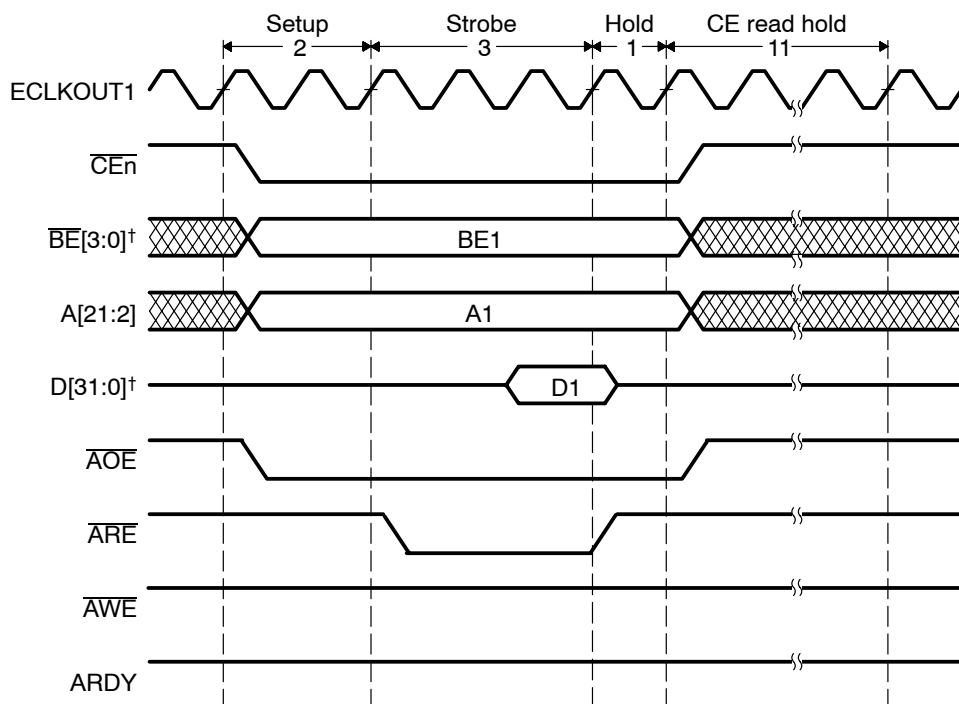 Setup Strobe Hold CE read hold
2 3 1 11
ECLKOUT1
CEn
BE[3:0]† BE1
A[21:2] A1
D[31:0]† D1
AOE
ARE
AWE
ARDY